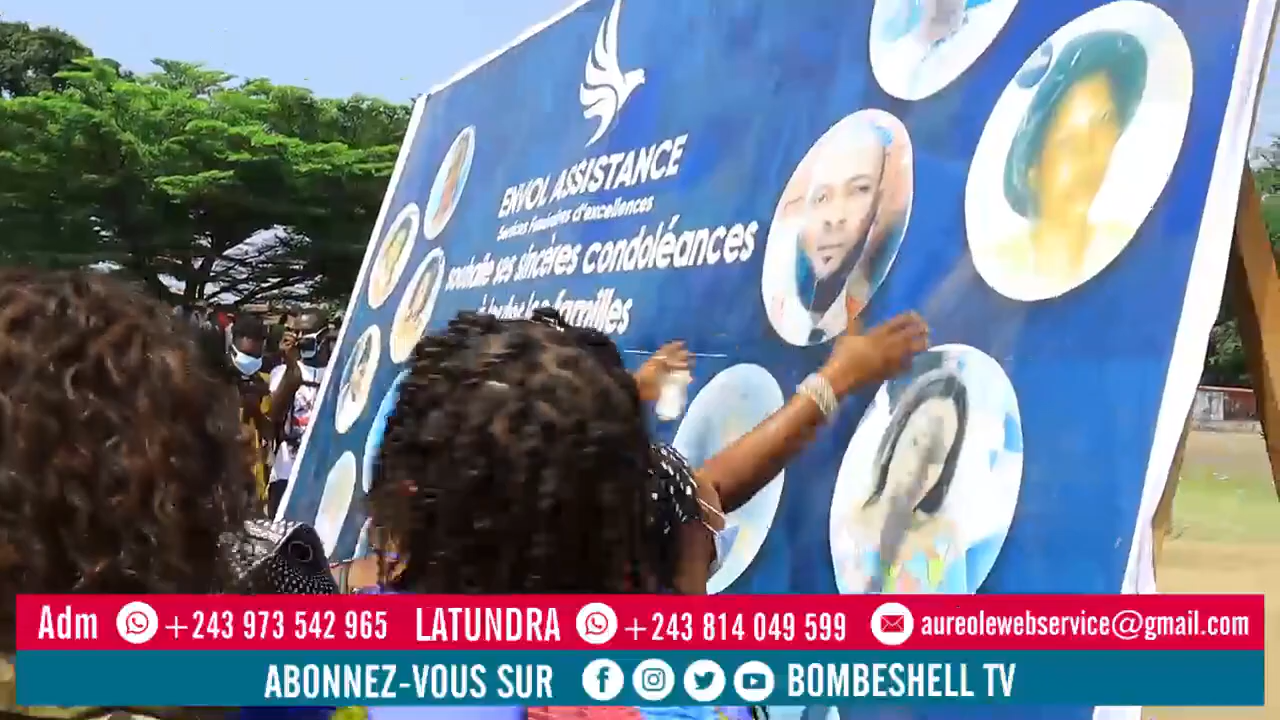 ENVOL ASSISTANCE
Services Funéraires d'excellences
souhaite ses sincères condoléances
familles
Adm +243 973 542 965 LATUNDRA +243 814 049 599 aureolewebservice@gmail.com
ABONNEZ-VOUS SUR BOMBESHELL TV